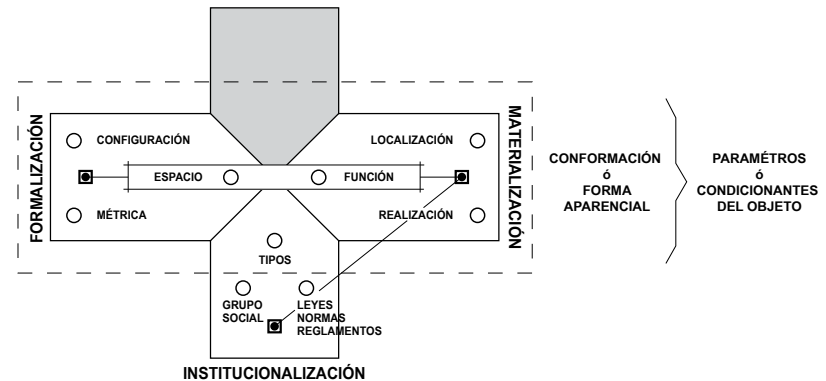 FORMALIZACIÓN
CONFIGURACIÓN
ESPACIO
MÉTRICA
FUNCIÓN
LOCALIZACIÓN
REALIZACIÓN
MATERIALIZACIÓN
TIPOS
GRUPO
SOCIAL
LEYES
NORMAS
REGLAMENTOS
INSTITUCIONALIZACIÓN
CONFORMACIÓN
ó
FORMA
APARENCIAL
PARAMÉTROS
ó
CONDICIONANTES
DEL OBJETO